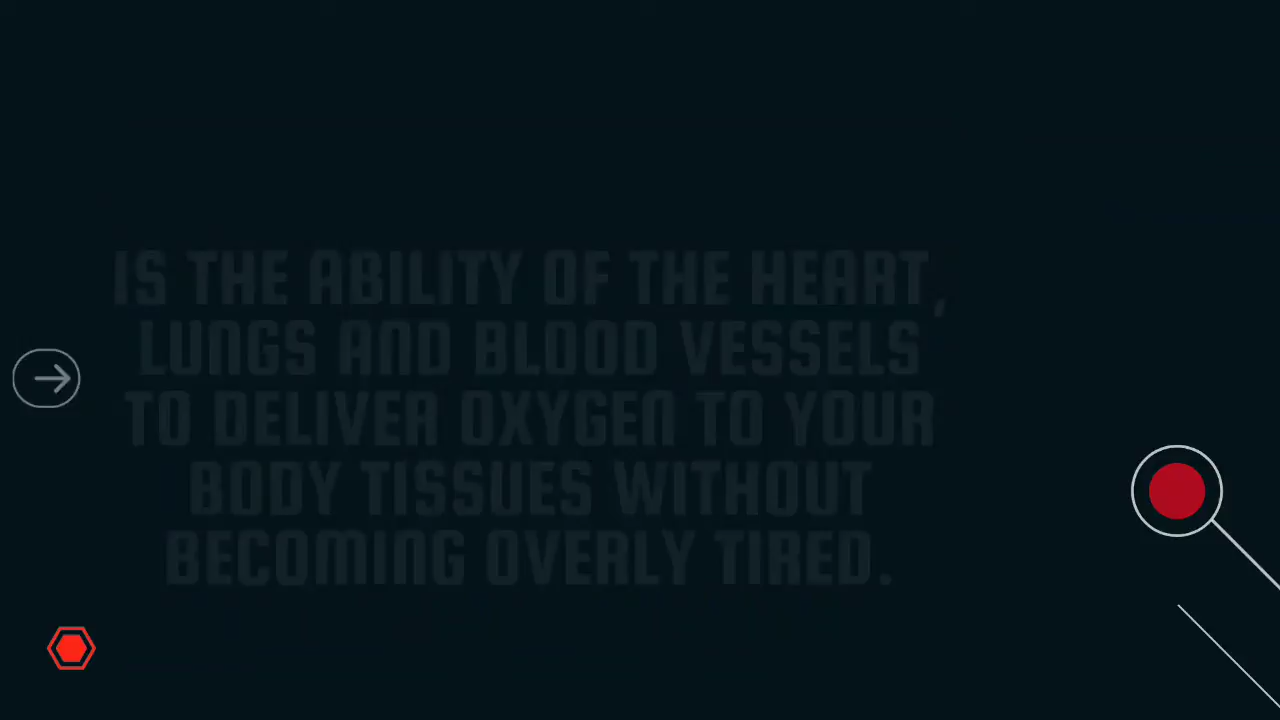 IS THE ABILITY OF THE HEART,
LUNGS AND BLOOD VESSELS
TO DELIVER OXYGEN TO YOUR
BODY TISSUES WITHOUT
BECOMING OVERLY TIRED.